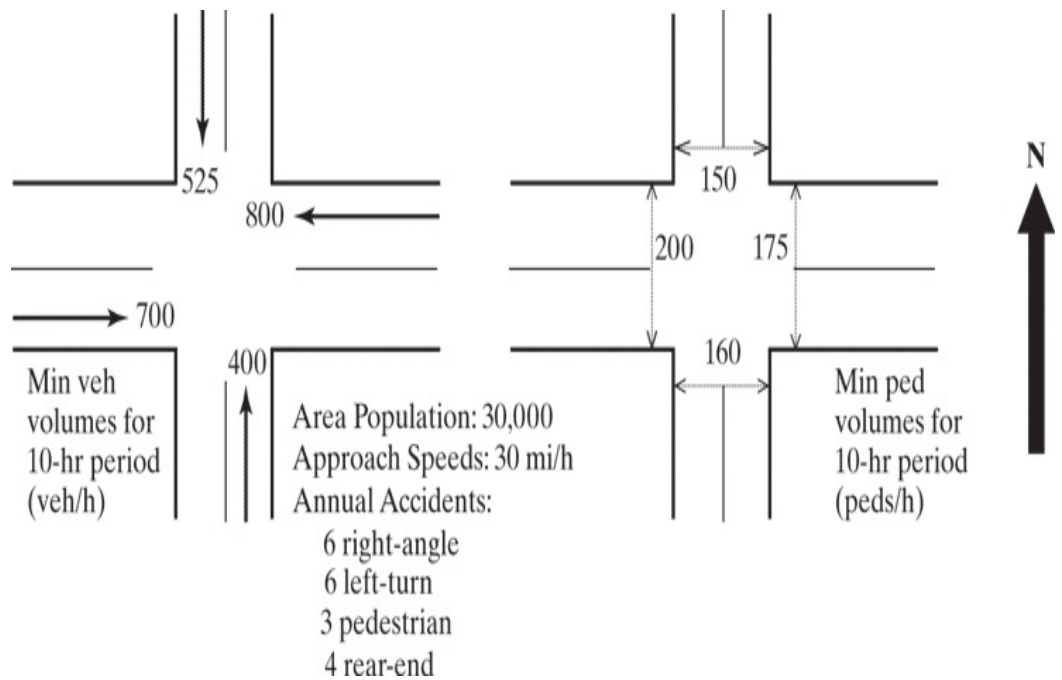 525
800
700
400
Min veh
volumes for
10-hr period
(veh/h)
Area Population: 30,000
Approach Speeds: 30 mi/h
Annual Accidents:
6 right-angle
6 left-turn
3 pedestrian
4 rear-end
150
200
175
160
Min ped
volumes for
10-hr period
(peds/h)
N